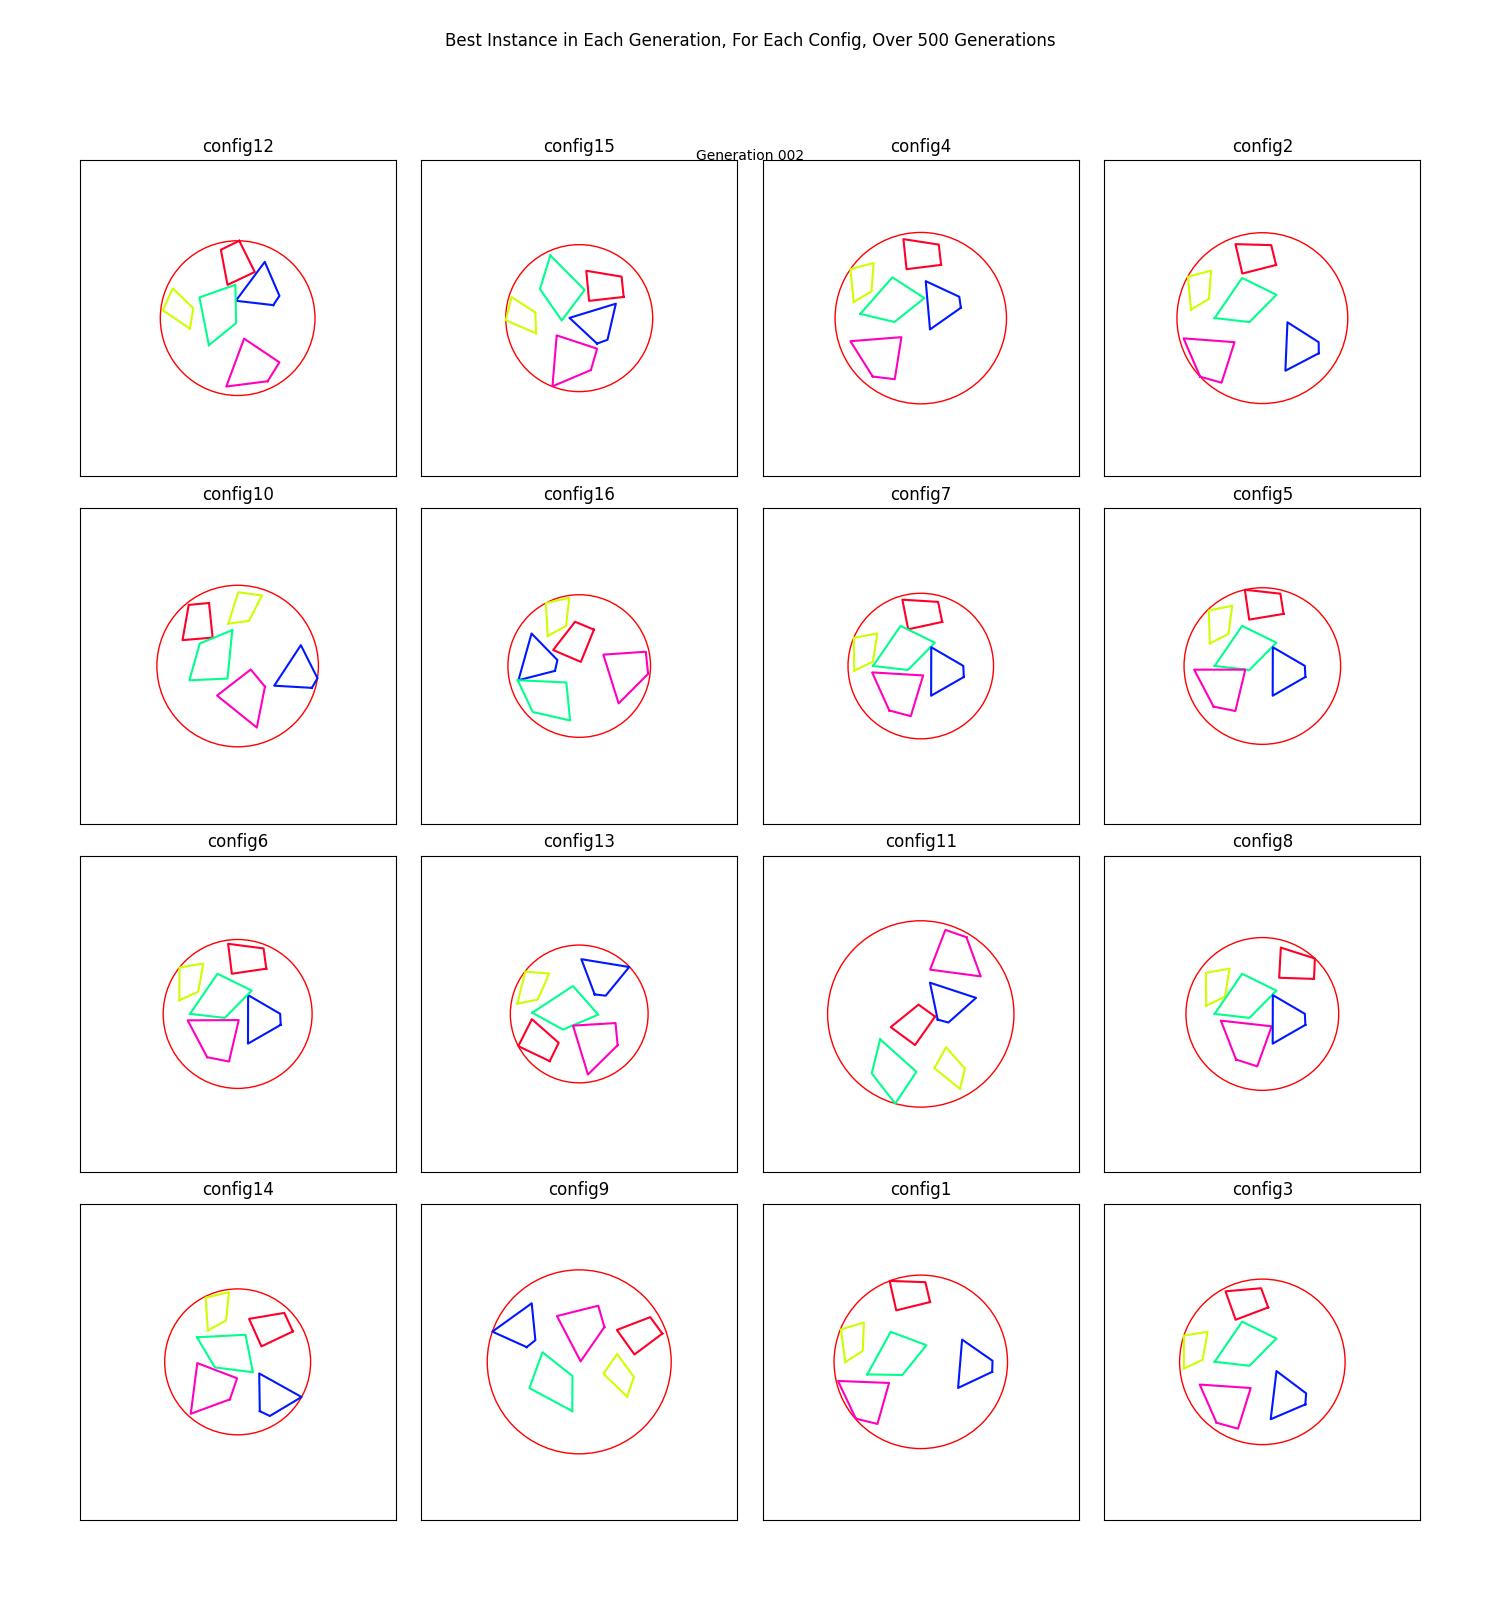 Best Instance in Each Generation, For Each Config, Over 500 Generations
Generation 002
config12
config15
config4
config2
config10
config16
config7
config5
config6
config13
config11
config8
config14
config9
config1
config3